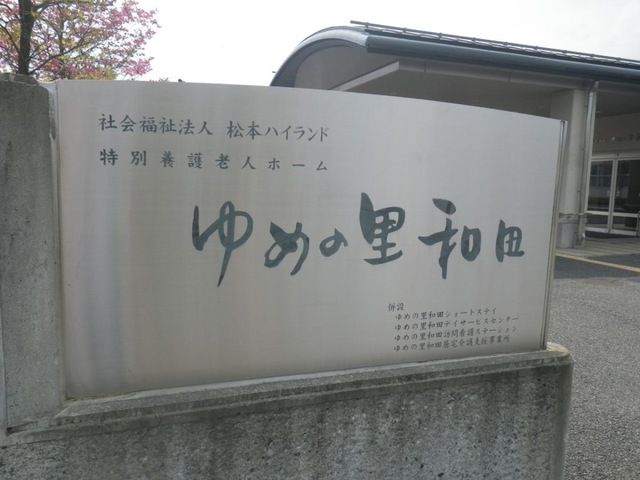 社会福祉法人 松本ハイランド
特別養護老人ホーム
ゆめの里和田
併設
ゆめの里和田ショートステイ
ゆめの里和田デイサービスセンター
ゆめの里和田訪問看護ステーション
ゆめの里和田居宅介護支援事業所